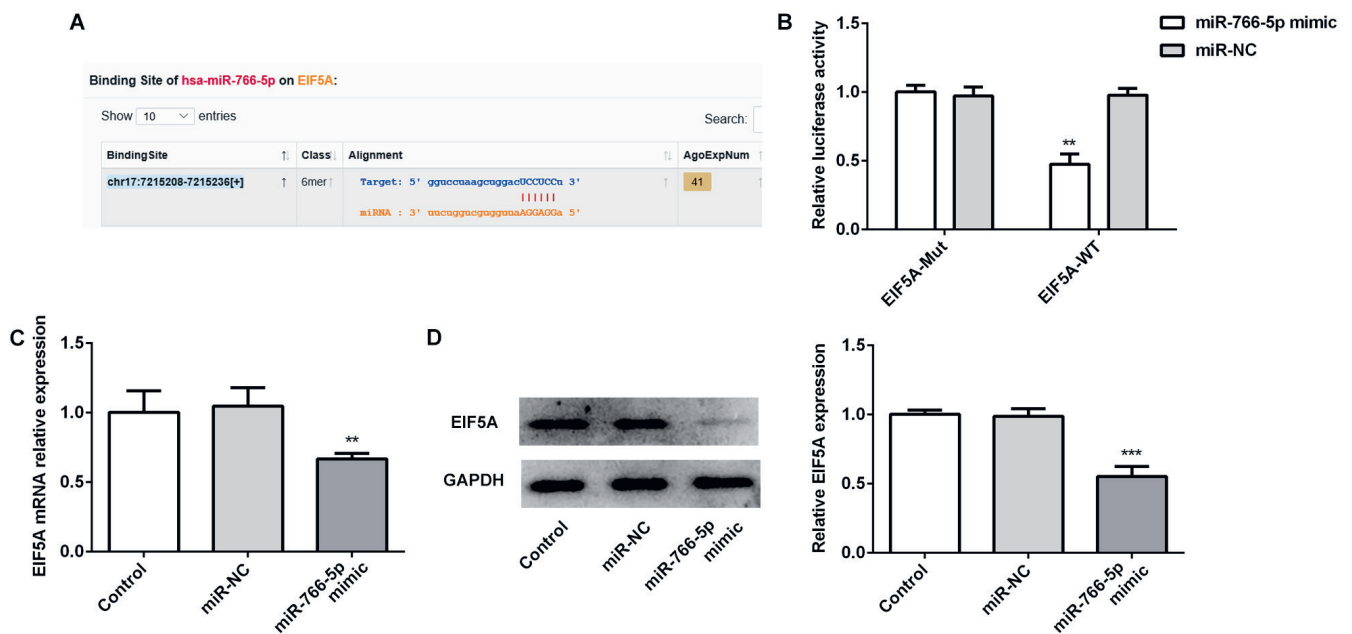 A
Binding Site of hsa-miR-766-5p on EIF5A:
Show 10 entries
Search:
BindingSite Class Alignment AgoExpNum
chr17:7215208-7215236[+] 6mer Target: 5' gguccuaagcuggacUCCUCCu 3' 41
miRNA : 3' uucuggucgugguuaAGGAGGa 5'
B
miR-766-5p mimic
miR-NC
Relative luciferase activity
1.5
1.0
0.5
0.0
**
EIF5A-Mut
EIF5A-WT
C
EIF5A mRNA relative expression
1.5
1.0
0.5
0.0
**
Control
miR-NC
miR-766-5p
mimic
D
EIF5A
GAPDH
Control
miR-NC
miR-766-5p
mimic
Relative EIF5A expression
1.5
1.0
0.5
0.0
***
Control
miR-NC
miR-766-5p
mimic